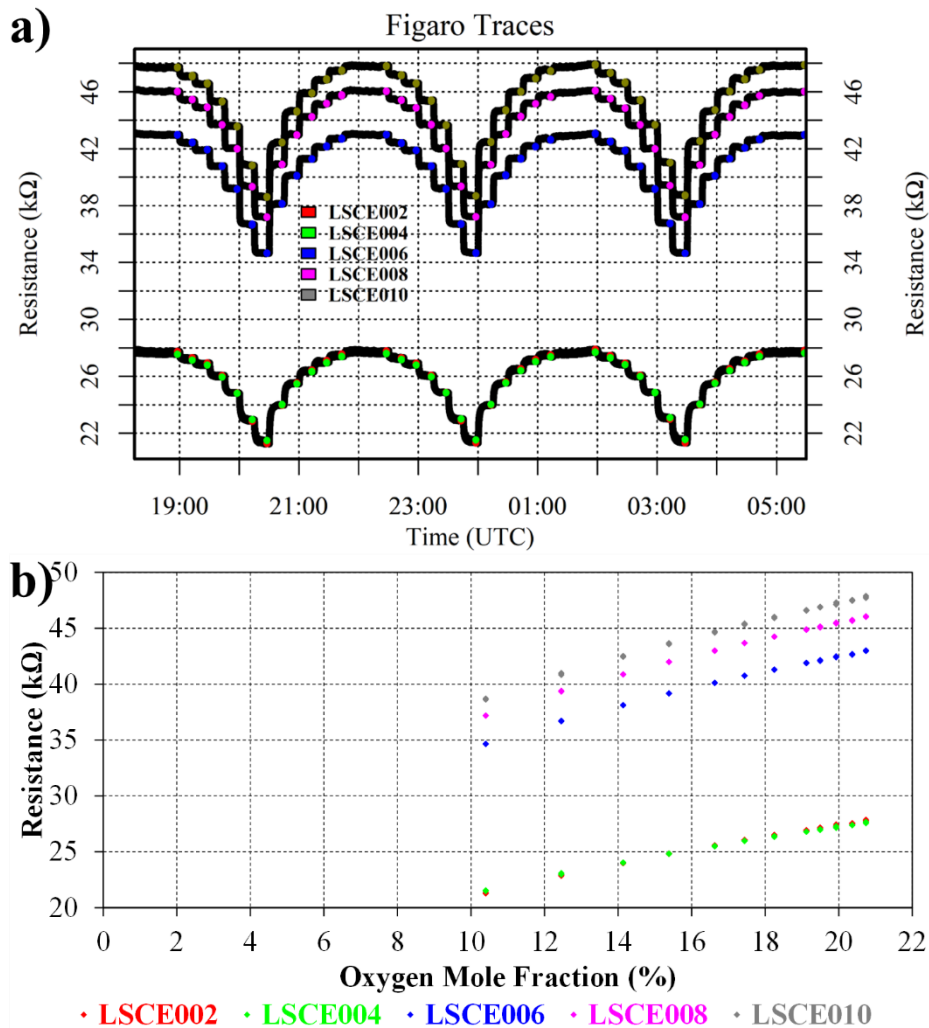 a)
Figaro Traces
46
42
38
34
30
26
22
Resistance (kΩ)
46
42
38
34
30
26
22
Resistance (kΩ)
LSCE002
LSCE004
LSCE006
LSCE008
LSCE010
19:00 21:00 23:00 01:00 03:00 05:00
Time (UTC)
b)
50
45
40
35
30
25
20
Resistance (kΩ)
0 2 4 6 8 10 12 14 16 18 20 22
Oxygen Mole Fraction (%)
LSCE002 LSCE004 LSCE006 LSCE008 LSCE010